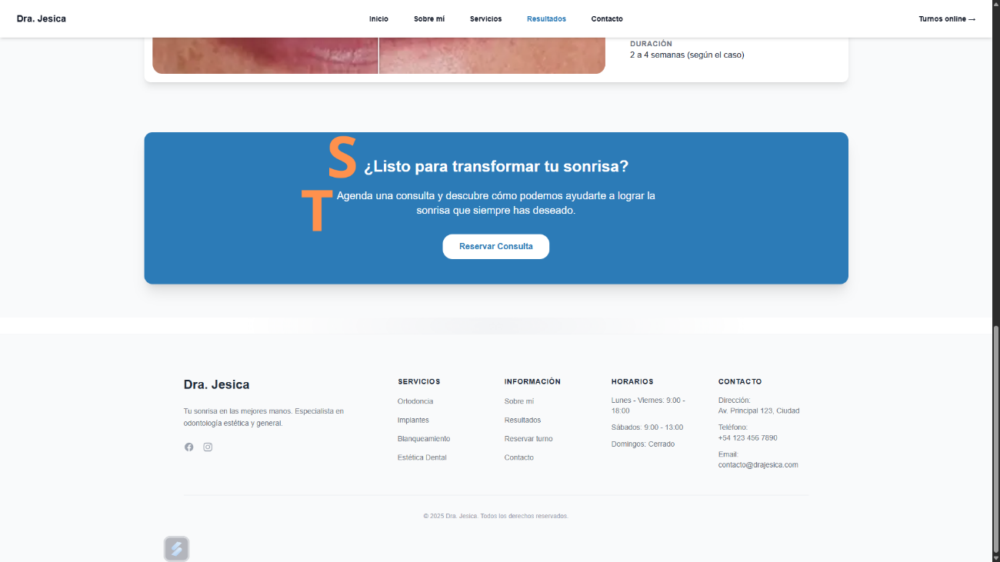 Dra. Jesica
Inicio
Sobre mí
Servicios
Resultados
Contacto
Turnos online →
DURACIÓN
2 a 4 semanas (según el caso)
S
¿Listo para transformar tu sonrisa?
T
Agenda una consulta y descubre cómo podemos ayudarte a lograr la
sonrisa que siempre has deseado.
Reservar Consulta
Dra. Jesica
Tu sonrisa en las mejores manos. Especialista en
odontología estética y general.
SERVICIOS
Ortodoncia
Implantes
Blanqueamiento
Estética Dental
INFORMACIÓN
Sobre mí
Resultados
Reservar turno
Contacto
HORARIOS
Lunes - Viernes: 9:00 -
18:00
Sábados: 9:00 - 13:00
Domingos: Cerrado
CONTACTO
Dirección:
Av. Principal 123, Ciudad
Teléfono:
+54 123 456 7890
Email:
contacto@drajesica.com
© 2025 Dra. Jesica. Todos los derechos reservados.